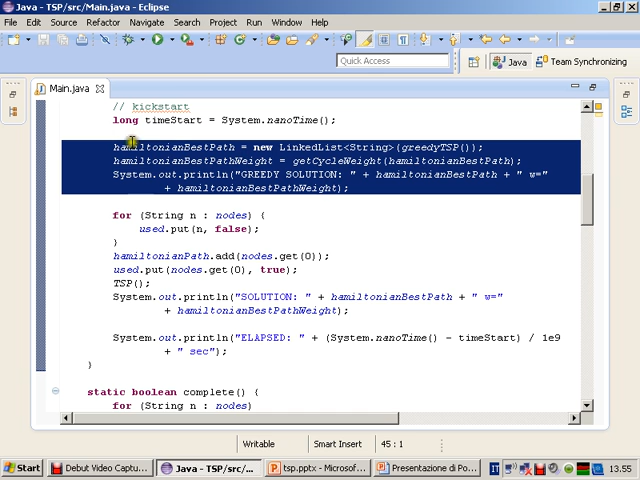 Java - TSP/src/Main.java - Eclipse
File Edit Source Refactor Navigate Search Project Run Window Help
Quick Access
Java Team Synchronizing
Main.java
// kickstart
long timeStart = System.nanoTime();
hamiltonianBestPath = new LinkedList<String>(greedyTSP());
hamiltonianBestPathWeight = getCycleWeight(hamiltonianBestPath);
System.out.println("GREEDY SOLUTION: " + hamiltonianBestPath + " w="
+ hamiltonianBestPathWeight);
for (String n : nodes) {
used.put(n, false);
}
hamiltonianPath.add(nodes.get(0));
used.put(nodes.get(0), true);
TSP();
System.out.println("SOLUTION: " + hamiltonianBestPath + " w="
+ hamiltonianBestPathWeight);
System.out.println("ELAPSED: " + (System.nanoTime() - timeStart) / 1e9
+ " sec");
}
static boolean complete() {
for (String n : nodes)
Writable Smart Insert 45 : 1
Start Debut Video Captu... Java - TSP/src/... tsp.pptx - Microsof... Presentazione di Po... IT 13.55